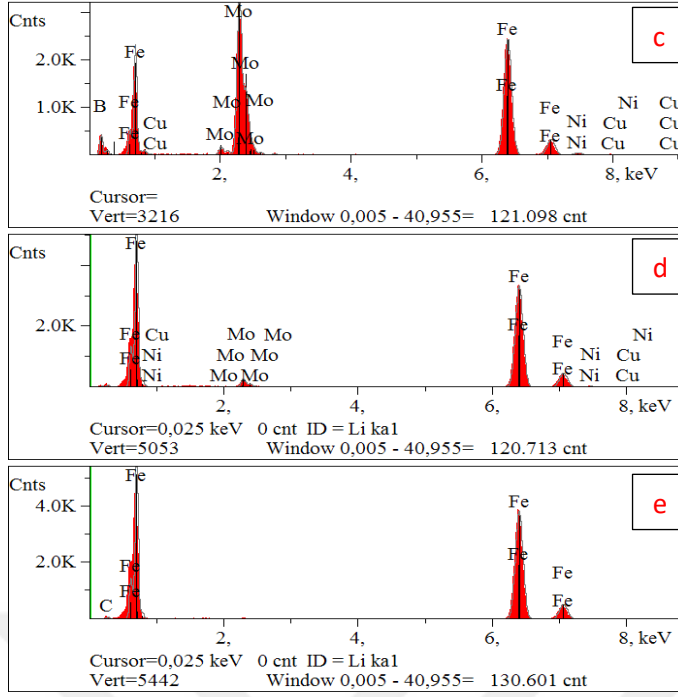 Cnts Mo c
Fe Fe
2.0K Mo
Fe Mo Fe Fe Ni Cu
1.0K B Cu Mo Mo Ni Cu Cu
Fe Cu Mo Fe Ni Cu Cu
2, 4, 6, 8, keV
Cursor=
Vert=3216 Window 0,005 - 40,955= 121.098 cnt
Cnts Fe d
Fe
2.0K Fe Cu Mo Mo Fe Fe Ni
Fe Ni Mo Mo Fe Ni Cu
Ni Mo Mo Ni Cu
2, 4, 6, 8, keV
Cursor=0,025 keV 0 cnt ID = Li ka1
Vert=5053 Window 0,005 - 40,955= 120.713 cnt
Cnts Fe e
4.0K Fe
2.0K Fe Fe Fe
C Fe Fe
2, 4, 6, 8, keV
Cursor=0,025 keV 0 cnt ID = Li ka1
Vert=5442 Window 0,005 - 40,955= 130.601 cnt